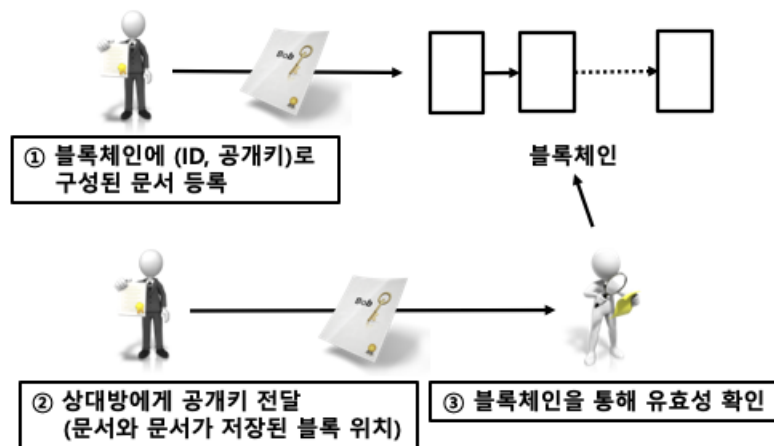 Bob
① 블록체인에 (ID, 공개키)로
구성된 문서 등록
블록체인
Bob
② 상대방에게 공개키 전달
(문서와 문서가 저장된 블록 위치)
③ 블록체인을 통해 유효성 확인